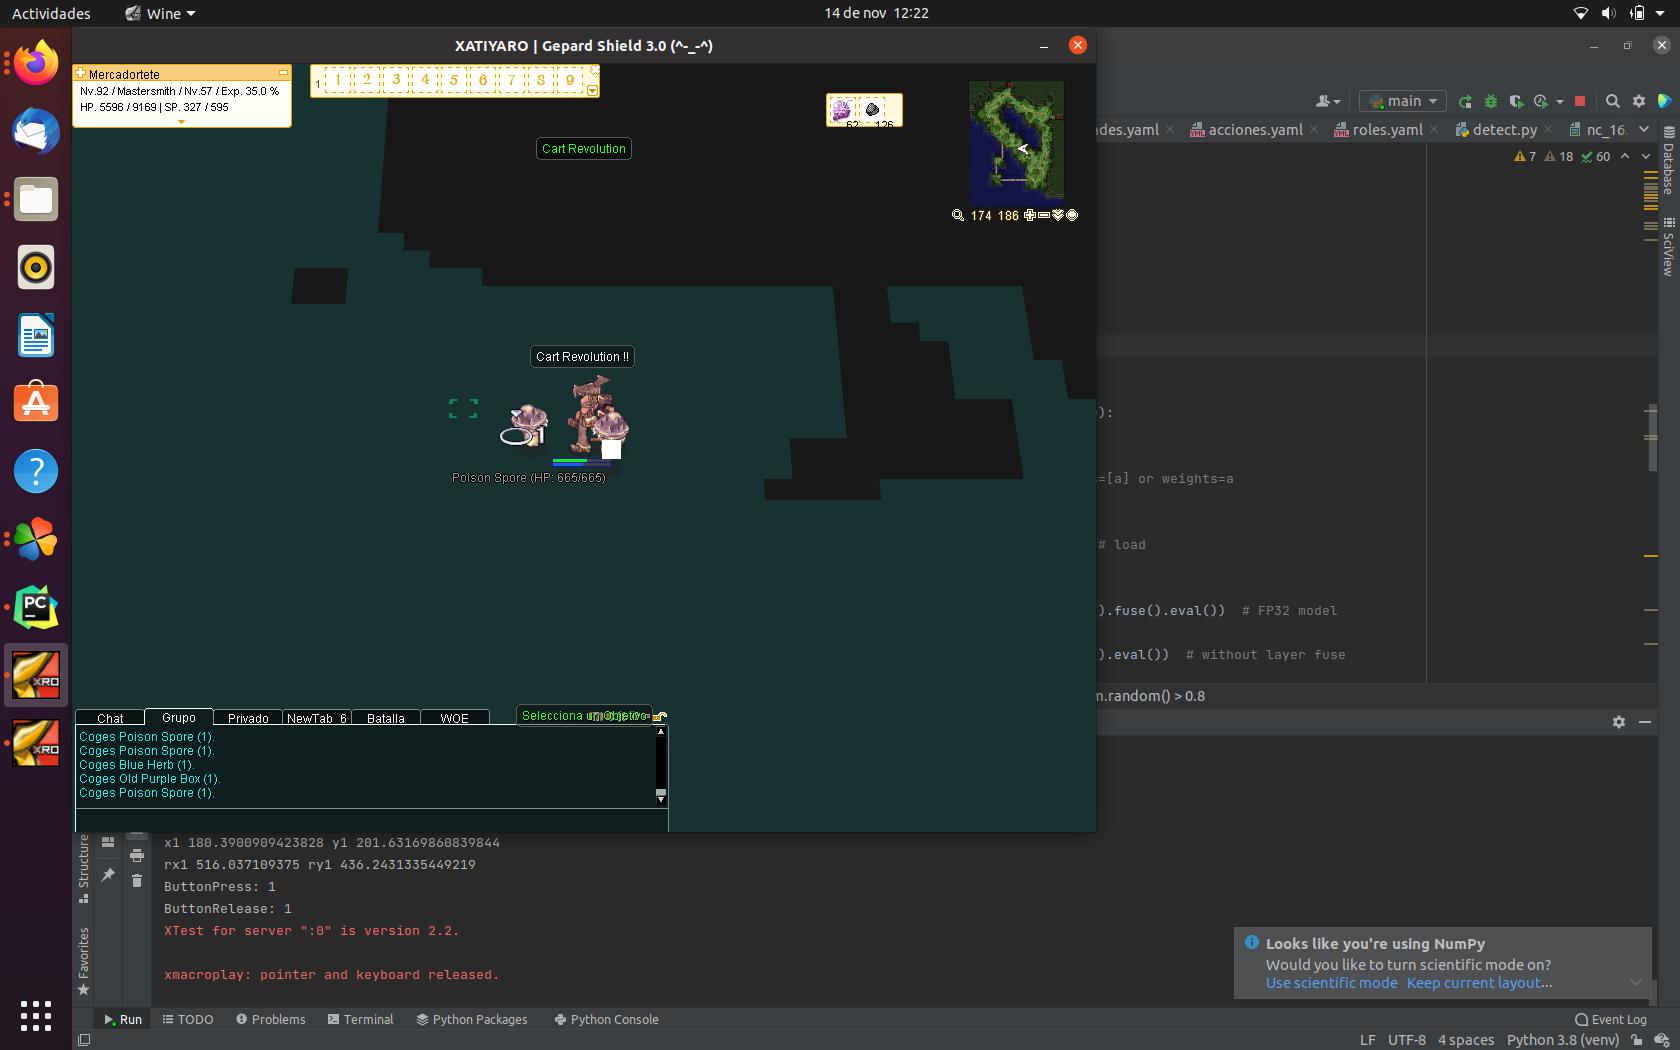 Actividades
Wine
14 de nov 12:22
XATIYARO | Gepard Shield 3.0 (^-_-^)
Mercadortete
Nv.92 / Mastersmith / Nv.57 / Exp. 35.0 %
HP. 5596 / 9169 | SP. 327 / 595
1
1 2 3 4 5 6 7 8 9
62 126
Cart Revolution
174 186
main
acciones.yaml
roles.yaml
detect.py
7 18 60
Database
SciView
Cart Revolution !!
1
Poison Spore (HP: 665/665)
):
=[a] or weights=a
# load
).fuse().eval()) # FP32 model
).eval()) # without layer fuse
m.random() > 0.8
PC
XRO
XRO
Chat
Grupo
Privado
NewTab_6
Batalla
WOE
Coges Poison Spore (1).
Coges Poison Spore (1).
Coges Blue Herb (1).
Coges Old Purple Box (1).
Coges Poison Spore (1).
x1 180.3900909423828 y1 201.63169860839844
rx1 516.037109375 ry1 436.2431335449219
ButtonPress: 1
ButtonRelease: 1
XTest for server ":0" is version 2.2.
xmacroplay: pointer and keyboard released.
Structure
Favorites
Looks like you're using NumPy
Would you like to turn scientific mode on?
Use scientific mode Keep current layout...
Run
TODO
Problems
Terminal
Python Packages
Python Console
Event Log
LF UTF-8 4 spaces Python 3.8 (venv)